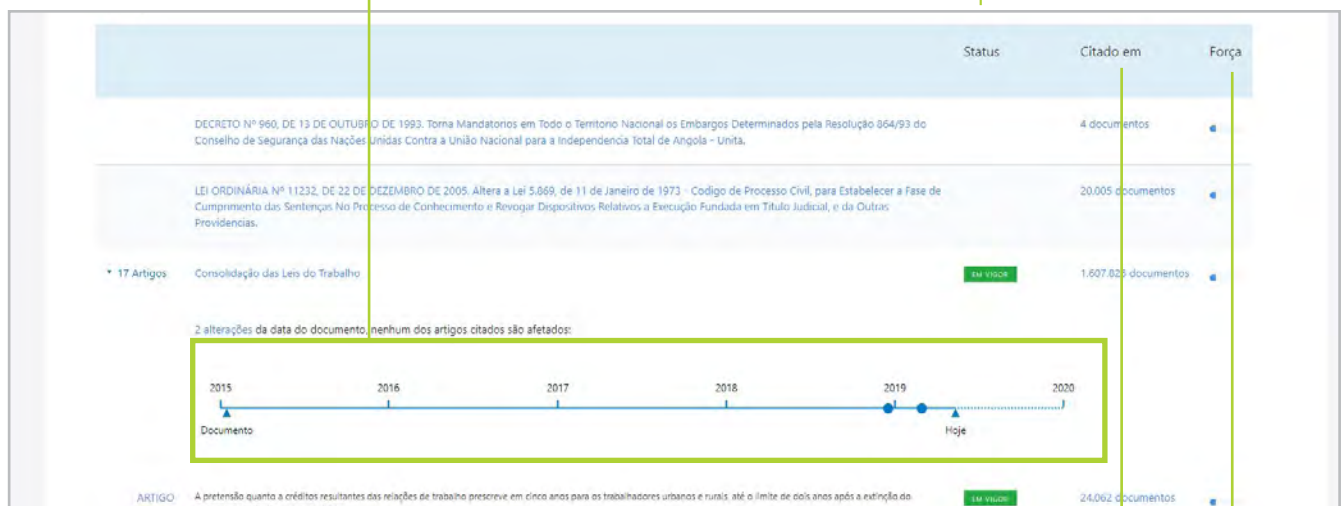 Status Citado em Força
DECRETO Nº 960, DE 13 DE OUTUBRO DE 1993. Torna Mandatorios em Todo o Territorio Nacional os Embargos Determinados pela Resolução 864/93 do 4 documentos
Conselho de Segurança das Nações Unidas Contra a União Nacional para a Independencia Total de Angola - Unita.
LEI ORDINÁRIA Nº 11232, DE 22 DE DEZEMBRO DE 2005. Altera a Lei 5.869, de 11 de Janeiro de 1973 - Codigo de Processo Civil, para Estabelecer a Fase de 20.005 documentos
Cumprimento das Sentenças No Processo de Conhecimento e Revogar Dispositivos Relativos a Execução Fundada em Titulo Judicial, e da Outras
Providencias.
17 Artigos Consolidação das Leis do Trabalho EM VIGOR 1.607.823 documentos
2 alterações da data do documento, nenhum dos artigos citados são afetados:
2015 2016 2017 2018 2019 2020
Documento Hoje
ARTIGO A pretensão quanto a créditos resultantes das relações de trabalho prescreve em cinco anos para os trabalhadores urbanos e rurais, até o limite de dois anos após a extinção do EM VIGOR 24.062 documentos